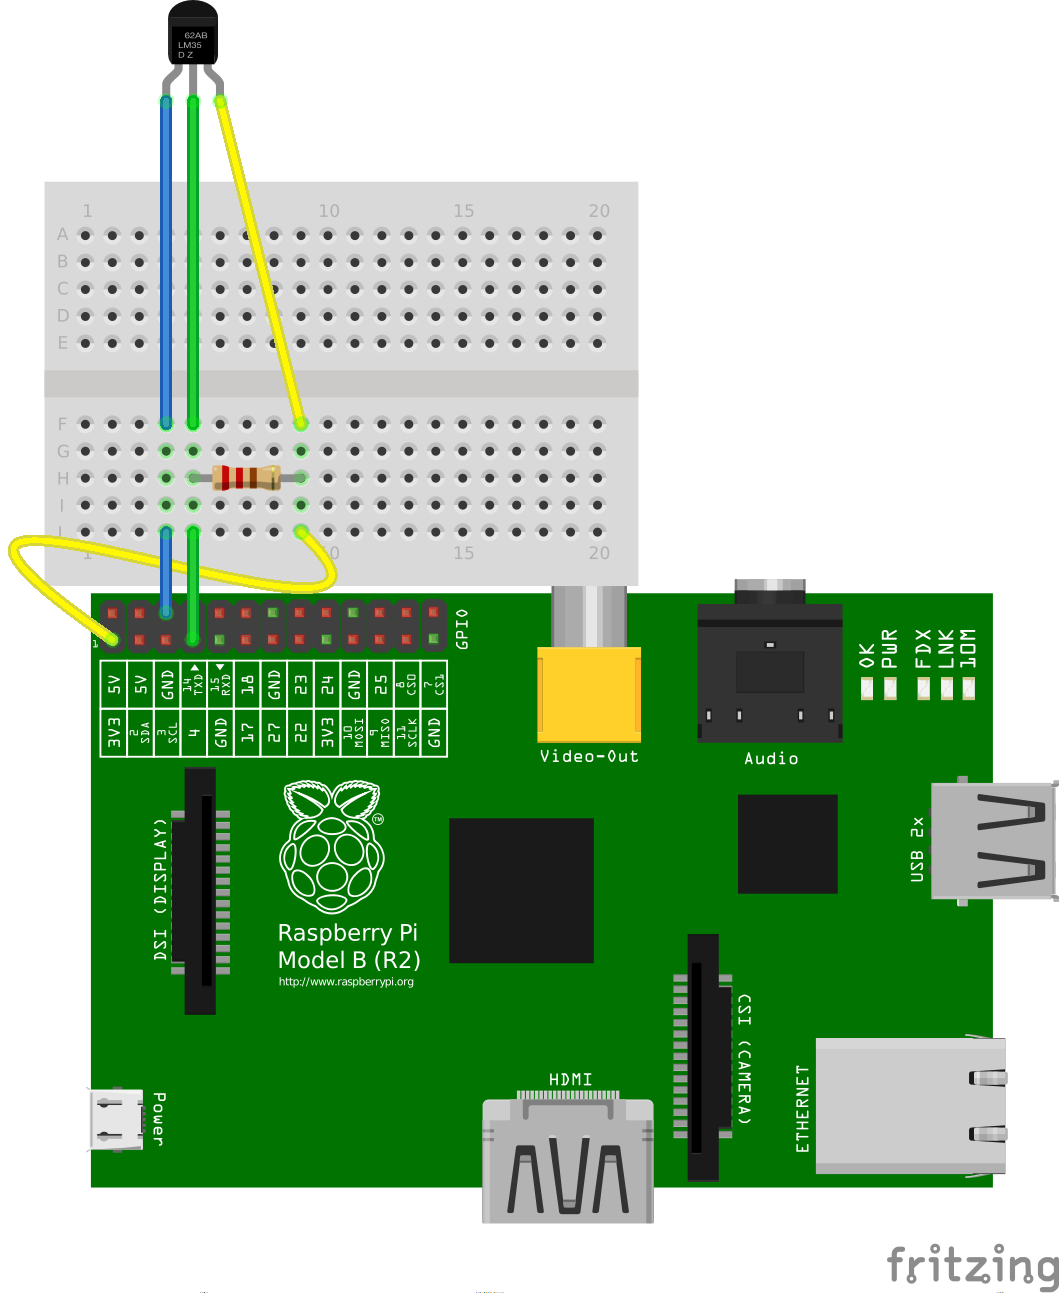 62AB
LM35
D Z
1 10 15 20
A
B
C
D
E
F
G
H
I
1 10 15 20
1
GPIO
5V 5V GND 14 TXD 15 RXD 18 GND 23 24 GND 25 8 CS0 7 CS1
3V3 2 SDA 3 SCL 4 GND 17 27 22 3V3 10 MOSI 9 MISO 11 SCLK GND
OK PWR FDX LNK 10M
Video-Out
Audio
DSI (DISPLAY)
TM
USB 2x
Raspberry Pi
Model B (R2)
http://www.raspberrypi.org
CSI (CAMERA)
HDMI
ETHERNET
Power
fritzing